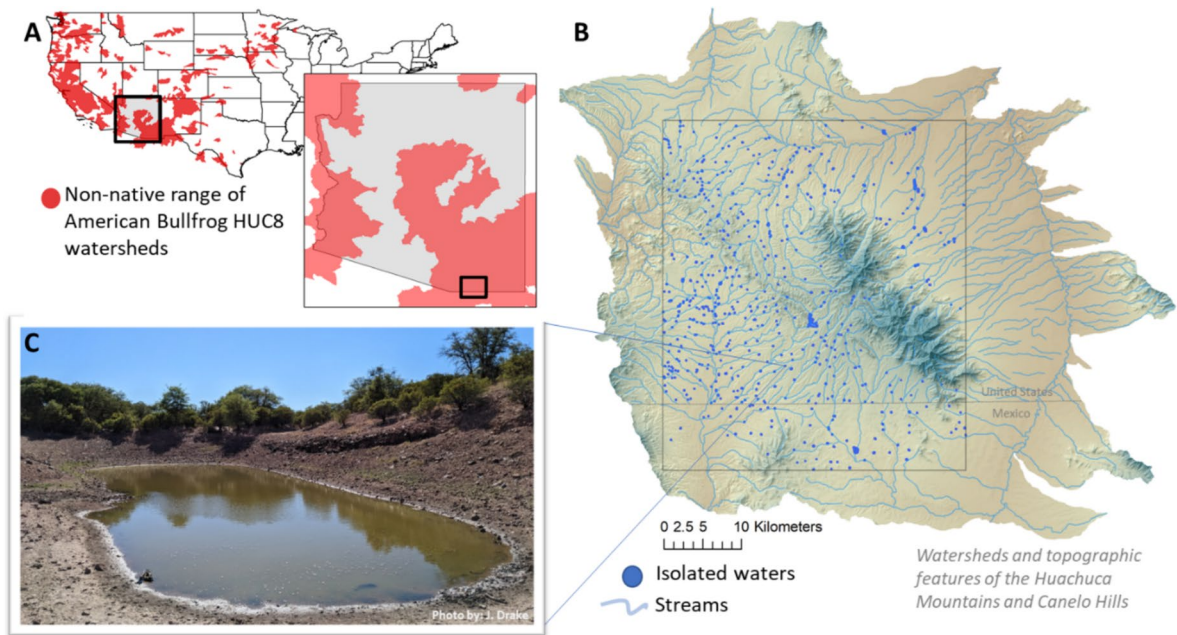 A
B
Non-native range of
American Bullfrog HUC8
watersheds
C
United States
Mexico
0 2.5 5 10 Kilometers
Isolated waters
Streams
Watersheds and topographic
features of the Huachuca
Mountains and Canelo Hills
Photo by: J. Drake